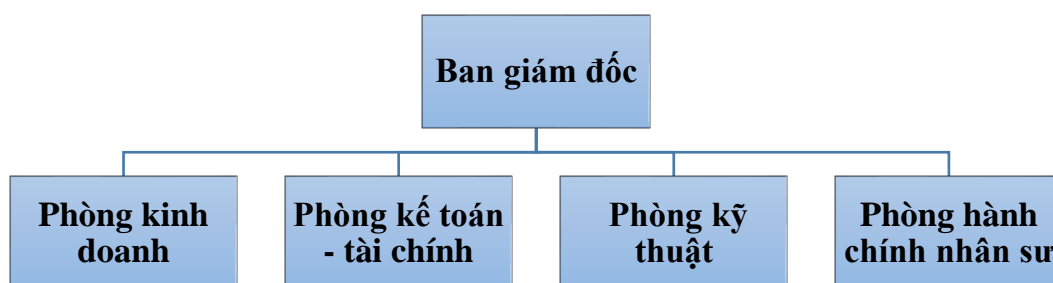 Ban giám đốc
Phòng kinh
doanh
Phòng kế toán
- tài chính
Phòng kỹ
thuật
Phòng hành
chính nhân sư